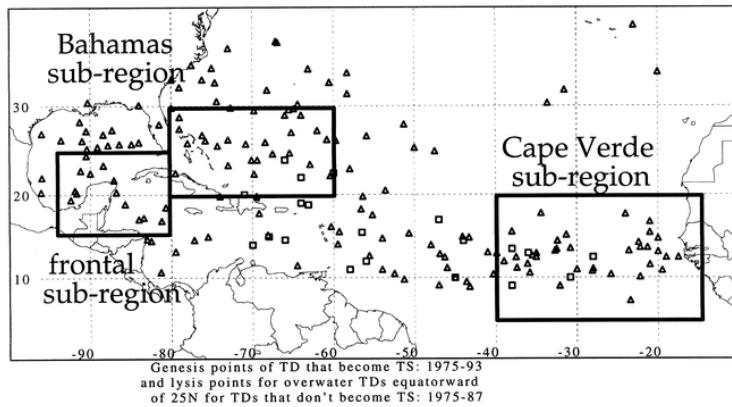 Bahamas
sub-region
30
Cape Verde
sub-region
20
frontal
sub-region
10
-90 -80 -70 -60 -50 -40 -30 -20
Genesis points of TD that become TS: 1975-93
and lysis points for overwater TDs equatorward
of 25N for TDs that don't become TS: 1975-87